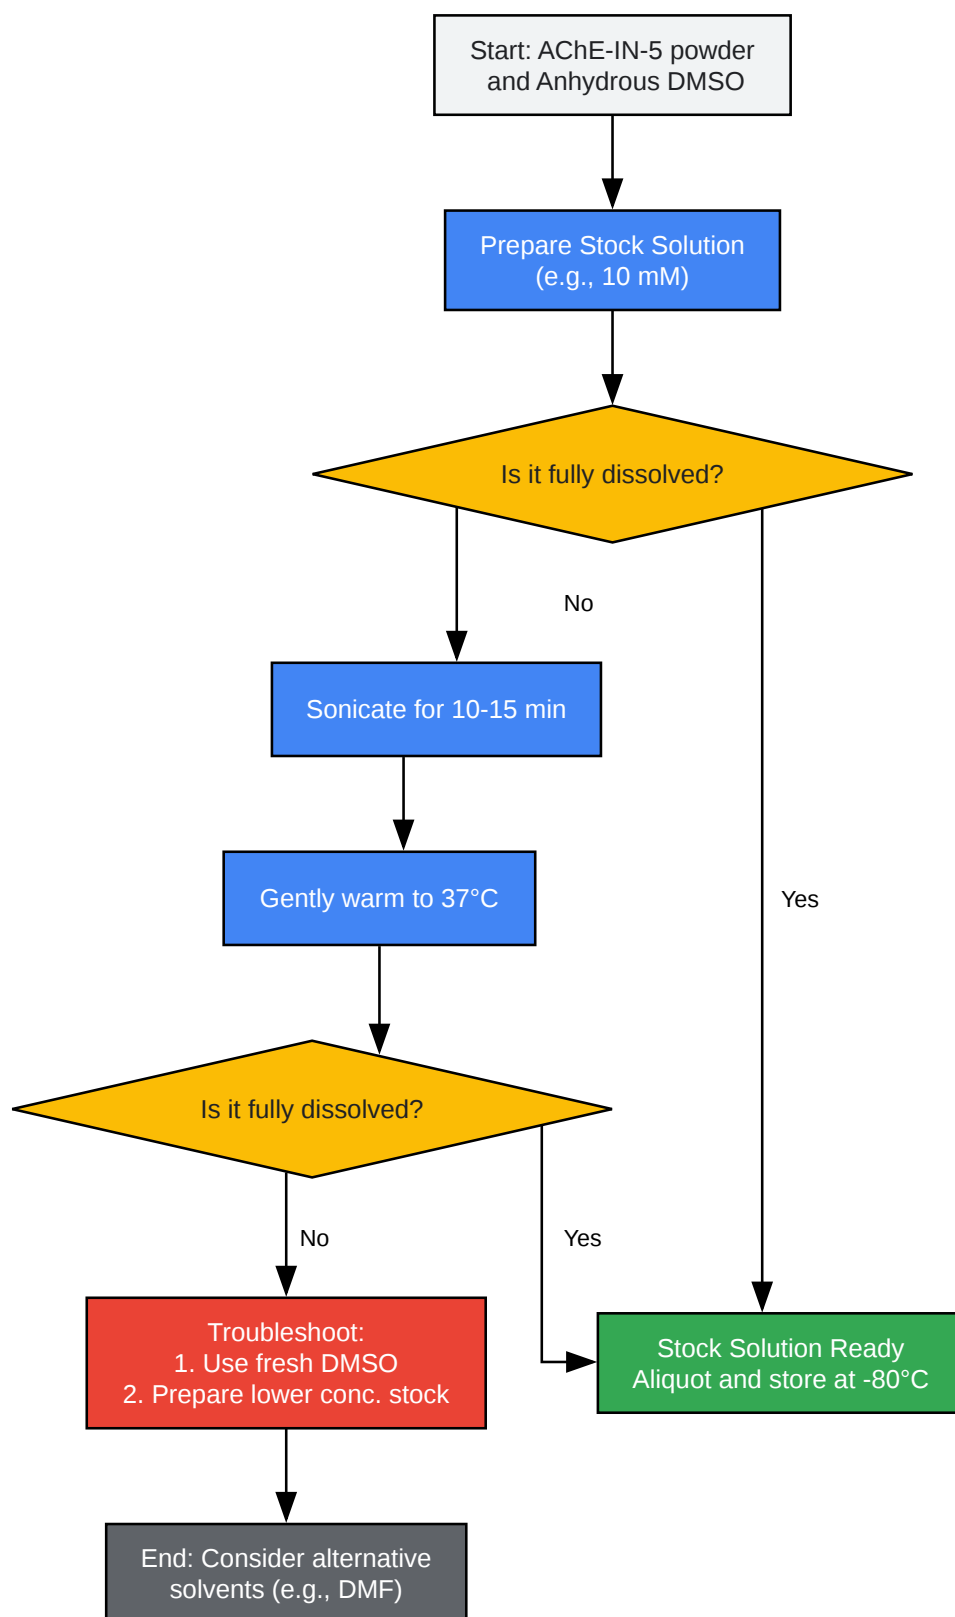 Start: AChE-IN-5 powder
and Anhydrous DMSO
Prepare Stock Solution
(e.g., 10 mM)
Is it fully dissolved?
No
Sonicate for 10-15 min
Gently warm to 37°C
Yes
Is it fully dissolved?
No
Yes
Troubleshoot:
1. Use fresh DMSO
2. Prepare lower conc. stock
Stock Solution Ready
Aliquot and store at -80°C
End: Consider alternative
solvents (e.g., DMF)